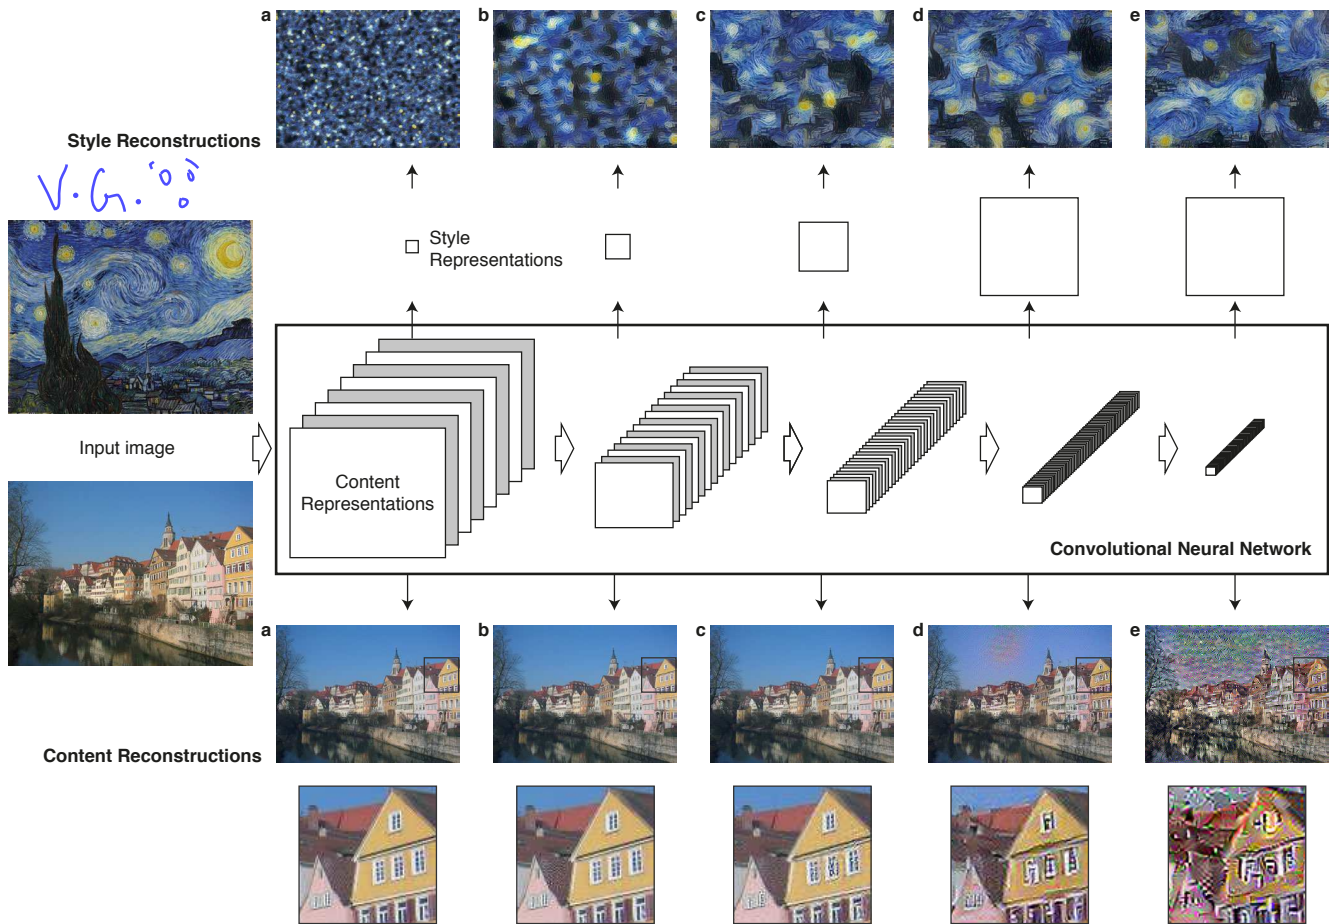 a b c d e
Style Reconstructions
V.G.
Style
Representations
Input image
Content
Representations
Convolutional Neural Network
a b c d e
Content Reconstructions